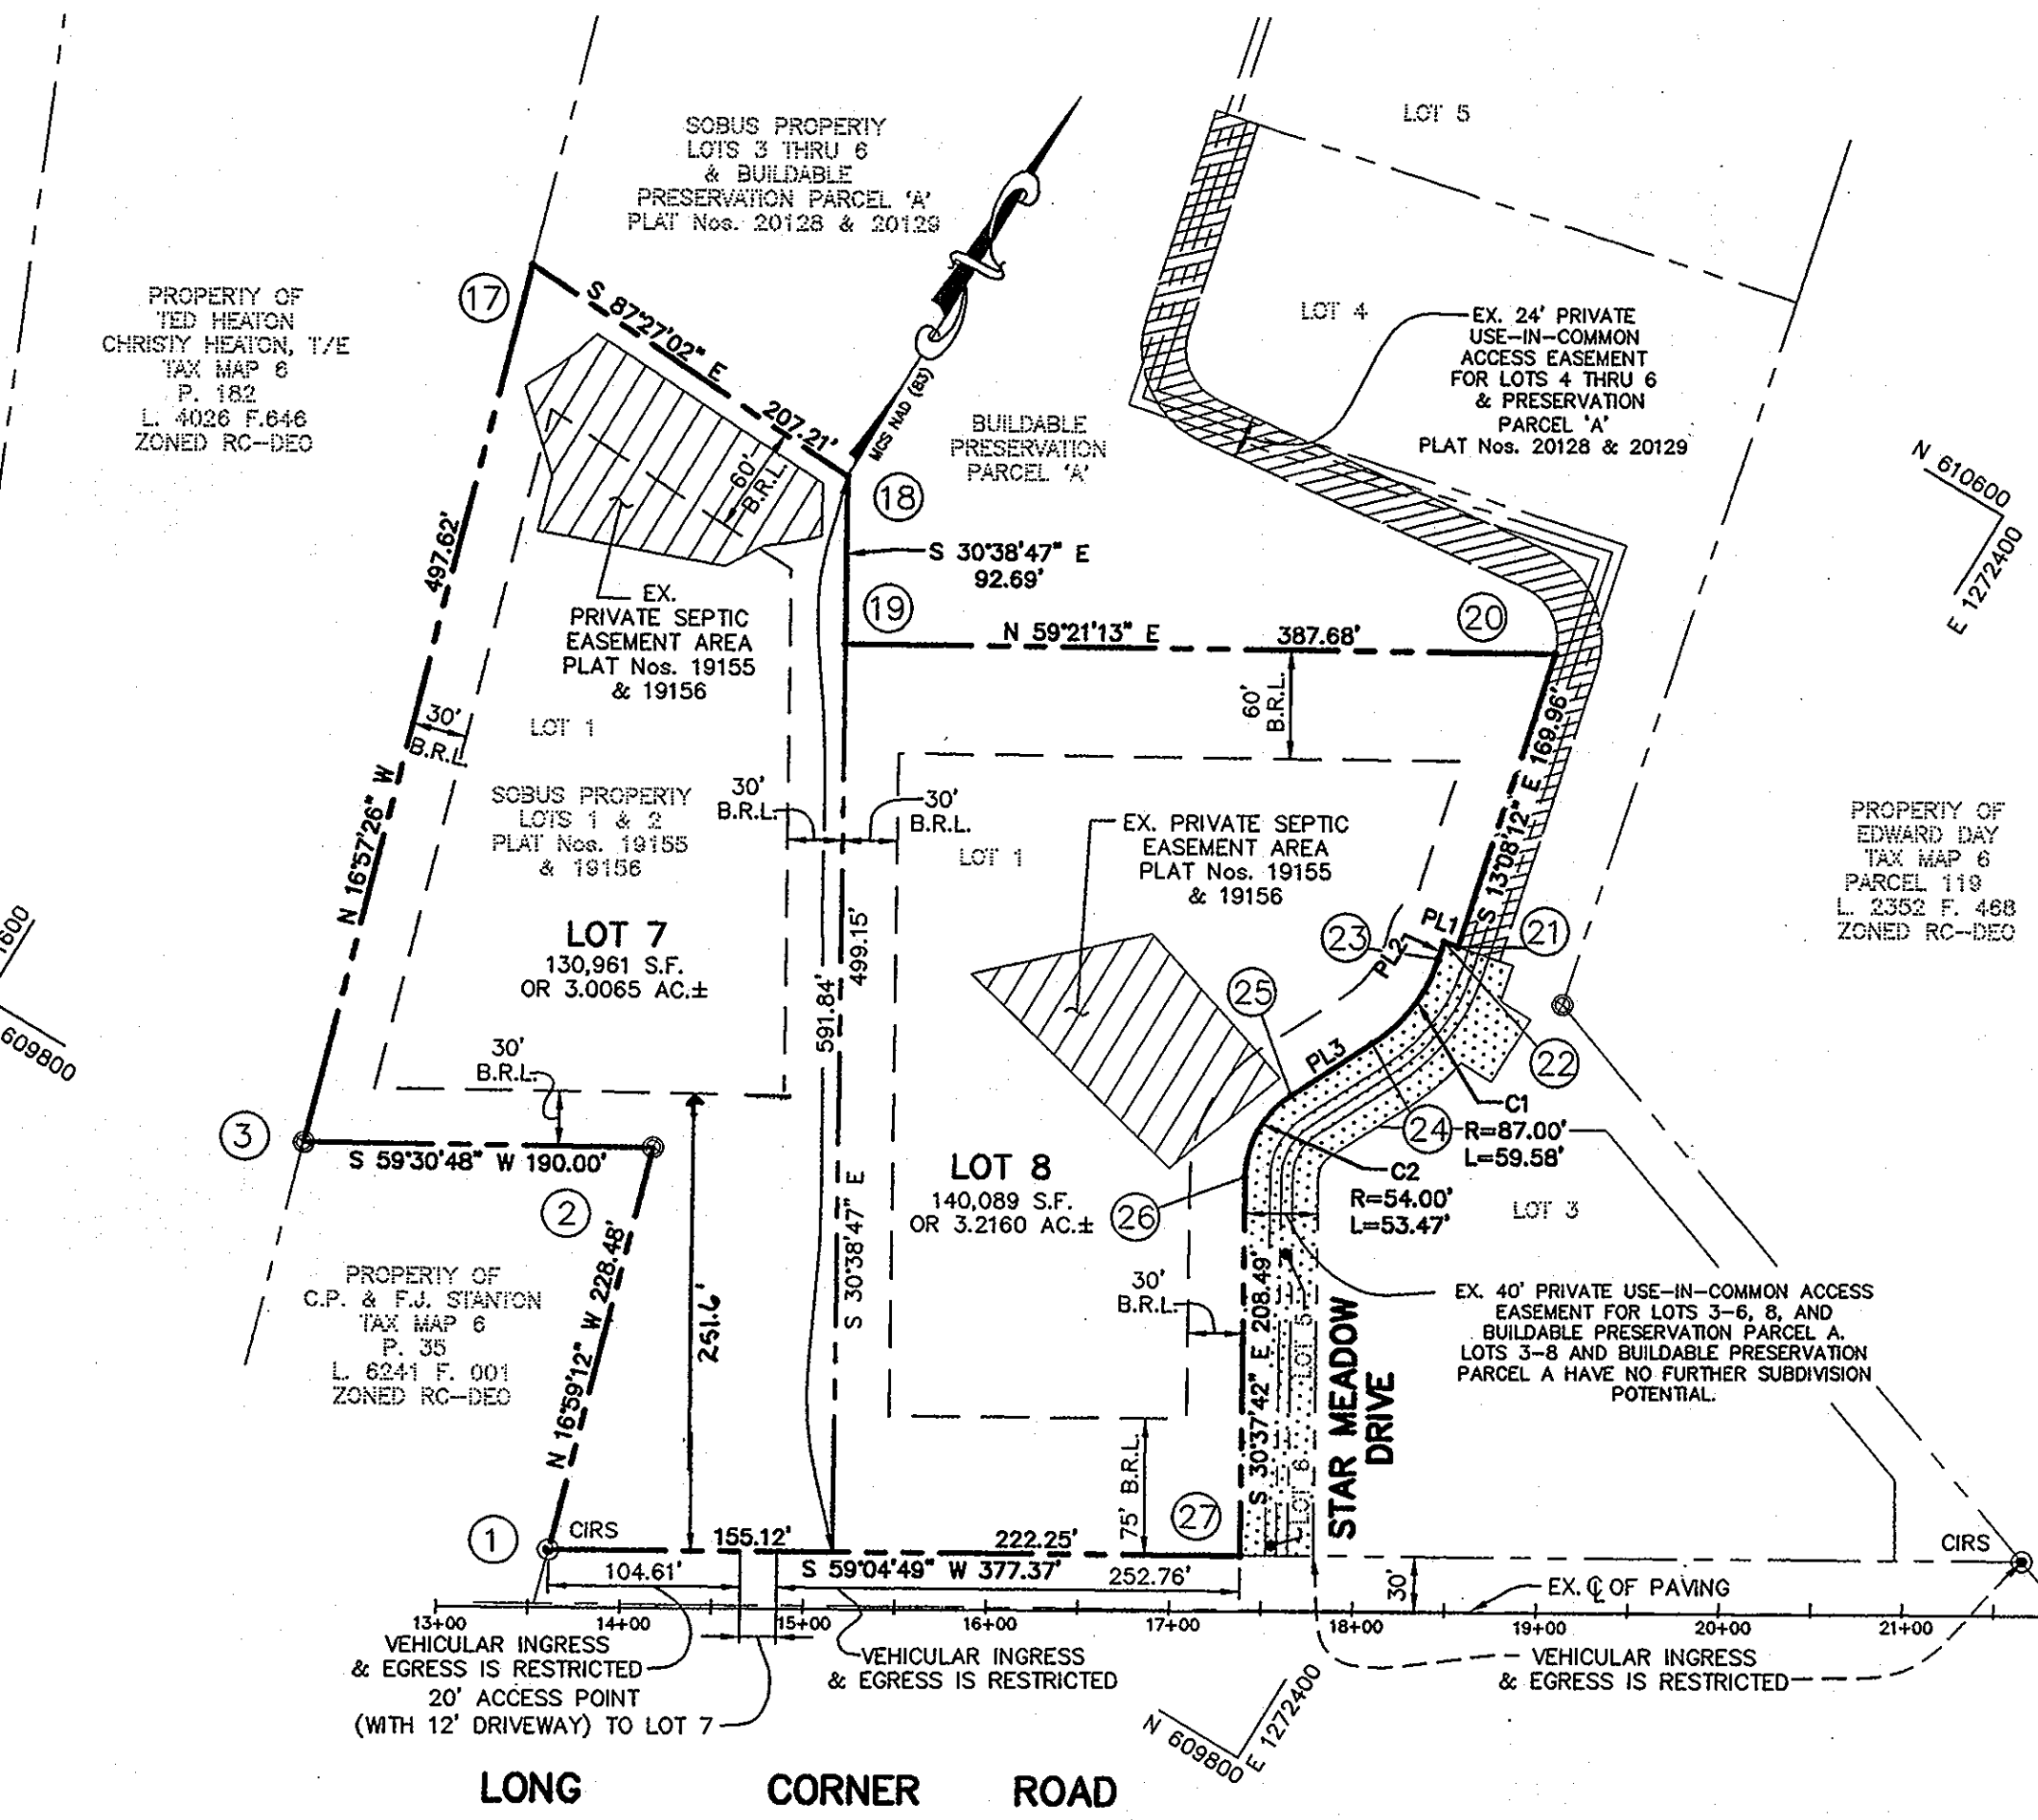 SOBUS PROPERTY
LOTS 3 THRU 6
& BUILDABLE
PRESERVATION PARCEL 'A'
PLAT Nos. 20128 & 20129
LOT 5
PROPERTY OF
TED HEATON
CHRISTY HEATON, T/E
TAX MAP 6
P. 182
L. 4026 F.646
ZONED RC-DEO
17
S 87°27'02" E
207.21'
60'
B.R.L.
MCS NAD (83)
LOT 4
EX. 24' PRIVATE
USE-IN-COMMON
ACCESS EASEMENT
FOR LOTS 4 THRU 6
& PRESERVATION
PARCEL 'A'
PLAT Nos. 20128 & 20129
BUILDABLE
PRESERVATION
PARCEL 'A'
N 610600
E 1272400
18
497.62'
S 30°38'47" E
92.69'
EX.
PRIVATE SEPTIC
EASEMENT AREA
PLAT Nos. 19155
& 19156
19
N 59°21'13" E
387.68'
20
60'
B.R.L.
S 13°08'12" E 169.96'
30'
B.R.L.
LOT 1
N 16°57'26" W
SOBUS PROPERTY
LOTS 1 & 2
PLAT Nos. 19155
& 19156
30'
B.R.L.
30'
B.R.L.
LOT 1
EX. PRIVATE SEPTIC
EASEMENT AREA
PLAT Nos. 19155
& 19156
PROPERTY OF
EDWARD DAY
TAX MAP 6
PARCEL 119
L. 2352 F. 468
ZONED RC-DEO
LOT 7
130,961 S.F.
OR 3.0065 AC.±
591.84'
499.15'
S 30°38'47" E
23
PL1
PL2
21
25
PL3
22
1600
609800
30'
B.R.L.
3
S 59°30'48" W 190.00'
2
24
C1
R=87.00'
L=59.58'
C2
R=54.00'
L=53.47'
LOT 8
140,089 S.F.
OR 3.2160 AC.±
26
LOT 3
N 16°59'12" W 228.48'
251.6'
PROPERTY OF
C.P. & F.J. STANTON
TAX MAP 6
P. 35
L. 6241 F. 001
ZONED RC-DEO
30'
B.R.L.
S 30°37'42" E 208.49'
LOT 5
LOT 8
STAR MEADOW
DRIVE
EX. 40' PRIVATE USE-IN-COMMON ACCESS
EASEMENT FOR LOTS 3-6, 8, AND
BUILDABLE PRESERVATION PARCEL A.
LOTS 3-8 AND BUILDABLE PRESERVATION
PARCEL A HAVE NO FURTHER SUBDIVISION
POTENTIAL.
75' B.R.L.
27
1
CIRS
155.12'
222.25'
104.61'
S 59°04'49" W 377.37'
252.76'
30'
EX. ℄ OF PAVING
CIRS
13+00
14+00
15+00
16+00
17+00
18+00
19+00
20+00
21+00
VEHICULAR INGRESS
& EGRESS IS RESTRICTED
20' ACCESS POINT
(WITH 12' DRIVEWAY) TO LOT 7
VEHICULAR INGRESS
& EGRESS IS RESTRICTED
VEHICULAR INGRESS
& EGRESS IS RESTRICTED
N 609800
E 1272400
LONG CORNER ROAD